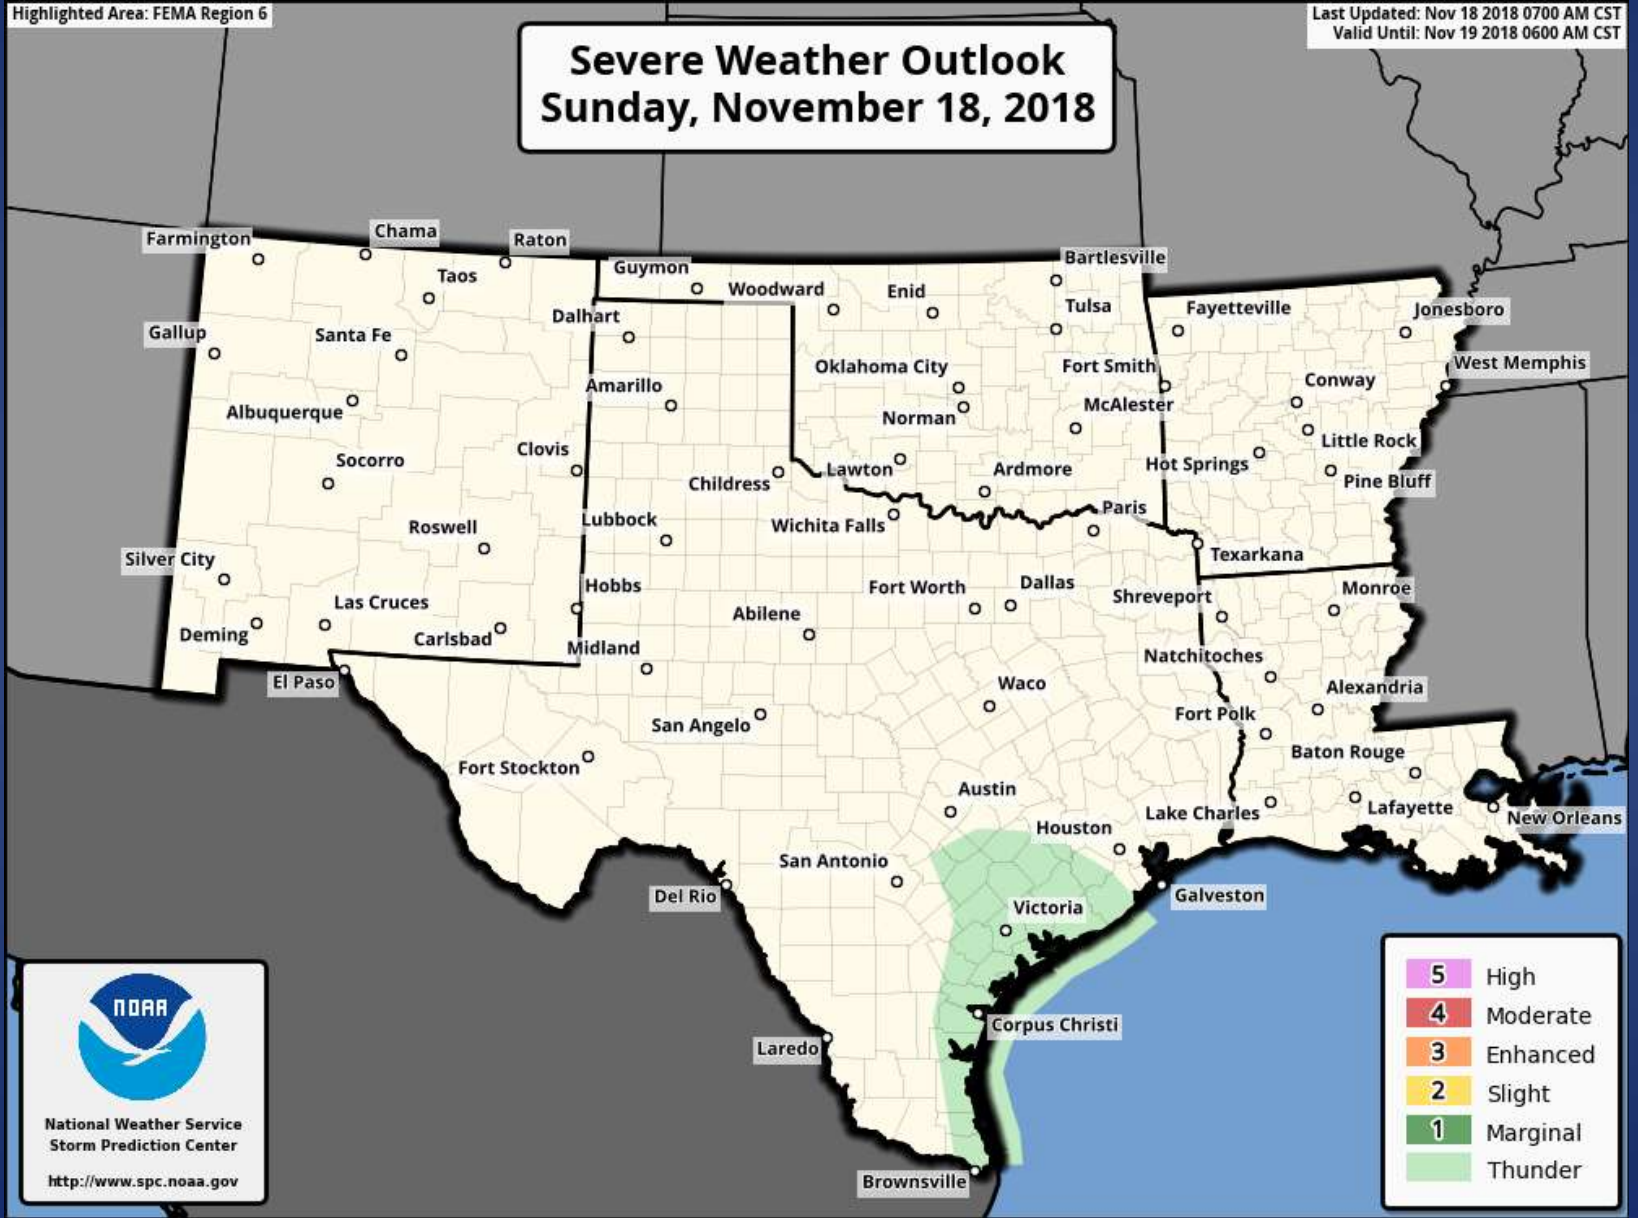 Highlighted Area: FEMA Region 6
Last Updated: Nov 18 2018 0700 AM CST
Valid Until: Nov 19 2018 0600 AM CST
Severe Weather Outlook
Sunday, November 18, 2018
Farmington
Chama
Raton
Taos
Guymon
Woodward
Enid
Bartlesville
Tulsa
Fayetteville
Jonesboro
Gallup
Santa Fe
Dalhart
Oklahoma City
Fort Smith
West Memphis
Albuquerque
Amarillo
Norman
McAlester
Conway
Socorro
Clovis
Childress
Lawton
Ardmore
Hot Springs
Little Rock
Pine Bluff
Roswell
Lubbock
Wichita Falls
Paris
Texarkana
Silver City
Las Cruces
Hobbs
Abilene
Fort Worth
Dallas
Shreveport
Monroe
Deming
Carlsbad
Midland
Natchitoches
El Paso
San Angelo
Waco
Fort Polk
Alexandria
Fort Stockton
Baton Rouge
Austin
Houston
Lake Charles
Lafayette
New Orleans
San Antonio
Del Rio
Victoria
Galveston
Corpus Christi
Laredo
Brownsville
NOAA
National Weather Service
Storm Prediction Center
http://www.spc.noaa.gov
5 High
4 Moderate
3 Enhanced
2 Slight
1 Marginal
Thunder